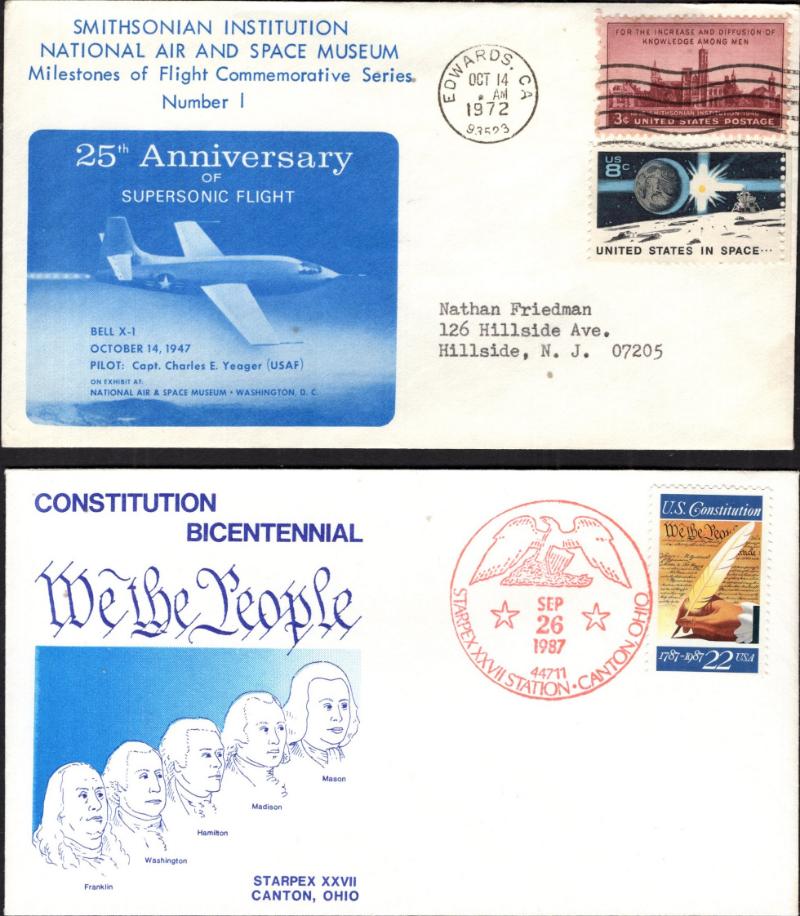 SMITHSONIAN INSTITUTION
NATIONAL AIR AND SPACE MUSEUM
Milestones of Flight Commemorative Series
Number 1
25th Anniversary
OF
SUPERSONIC FLIGHT
BELL X-1
OCTOBER 14, 1947
PILOT: Capt. Charles E. Yeager (USAF)
ON EXHIBIT AT:
NATIONAL AIR & SPACE MUSEUM • WASHINGTON, D. C.
EDWARDS, CA
OCT 14
AM
1972
93523
FOR THE INCREASE AND DIFFUSION OF
KNOWLEDGE AMONG MEN
1846 SMITHSONIAN INSTITUTION 1946
3¢ UNITED STATES POSTAGE
US
8c
UNITED STATES IN SPACE...
Nathan Friedman
126 Hillside Ave.
Hillside, N. J. 07205
CONSTITUTION
BICENTENNIAL
We the People
Mason
Madison
Hamilton
Washington
Franklin
STARPEX XXVII
CANTON, OHIO
SEP
26
1987
44711
STARPEX XXVII STATION • CANTON, OHIO
U.S. Constitution
We the People
1787-1987 22 USA